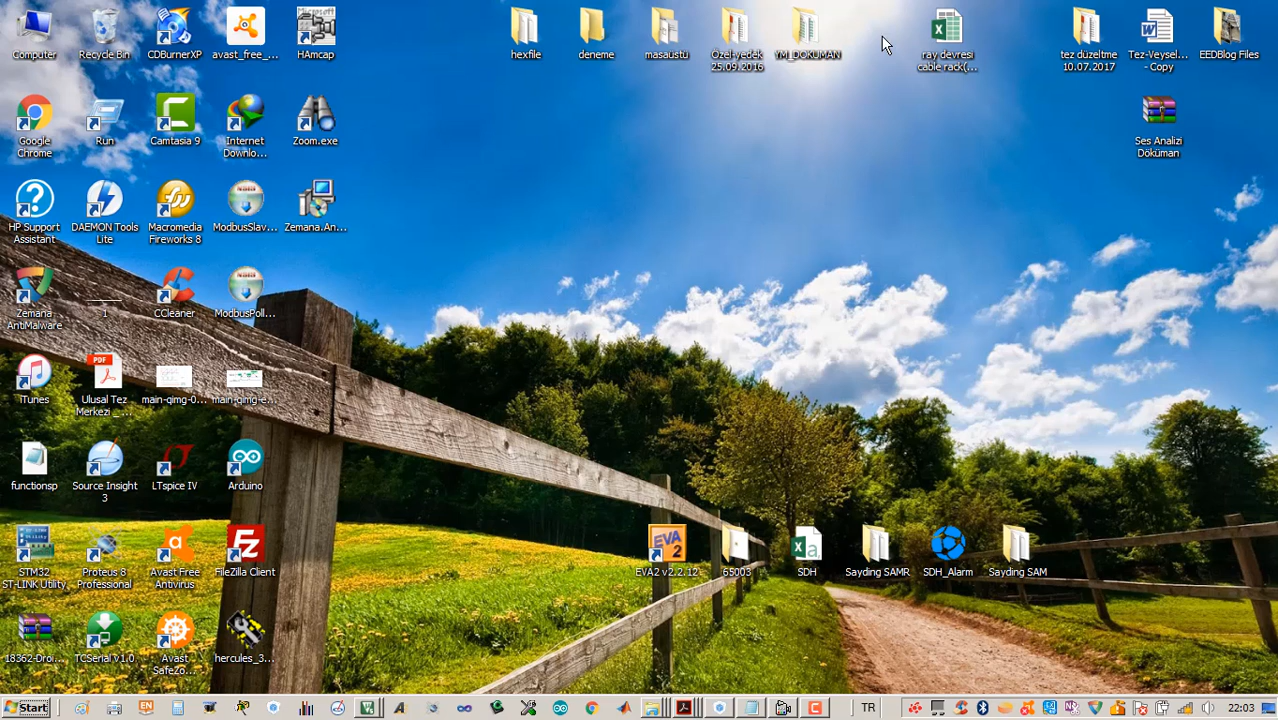 Computer
Recycle Bin
CDBurnerXP
avast_free_...
HAmcap
hexfile
deneme
masaüstü
Özel-yedek
25.09.2016
YM_DOKUMAN
ray devresi
cable rack(...
tez düzeltme
10.07.2017
Tez-Veysel...
- Copy
EEDBlog Files
Google
Chrome
Run
Camtasia 9
Internet
Downlo...
Zoom.exe
Ses Analizi
Döküman
HP Support
Assistant
DAEMON Tools
Lite
Macromedia
Fireworks 8
ModbusSlav...
Zemana.An...
Zemana
AntiMalware
1
CCleaner
ModbusPoll...
iTunes
PDF
Ulusal Tez
Merkezi _ ...
main-qimg-0...
main-qimg-e...
functionsp
Source Insight
3
LTspice IV
Arduino
STM32
ST-LINK Utility
Proteus 8
Professional
Avast Free
Antivirus
FileZilla Client
EVA
2
EVA2 v2.2.12
65003
SDH
Sayding SAMR
SDH_Alarm
Sayding SAM
18362-Droi...
TCSerial v1.0
Avast
SafeZo...
hercules_3...
Start
EN
TR
22:03